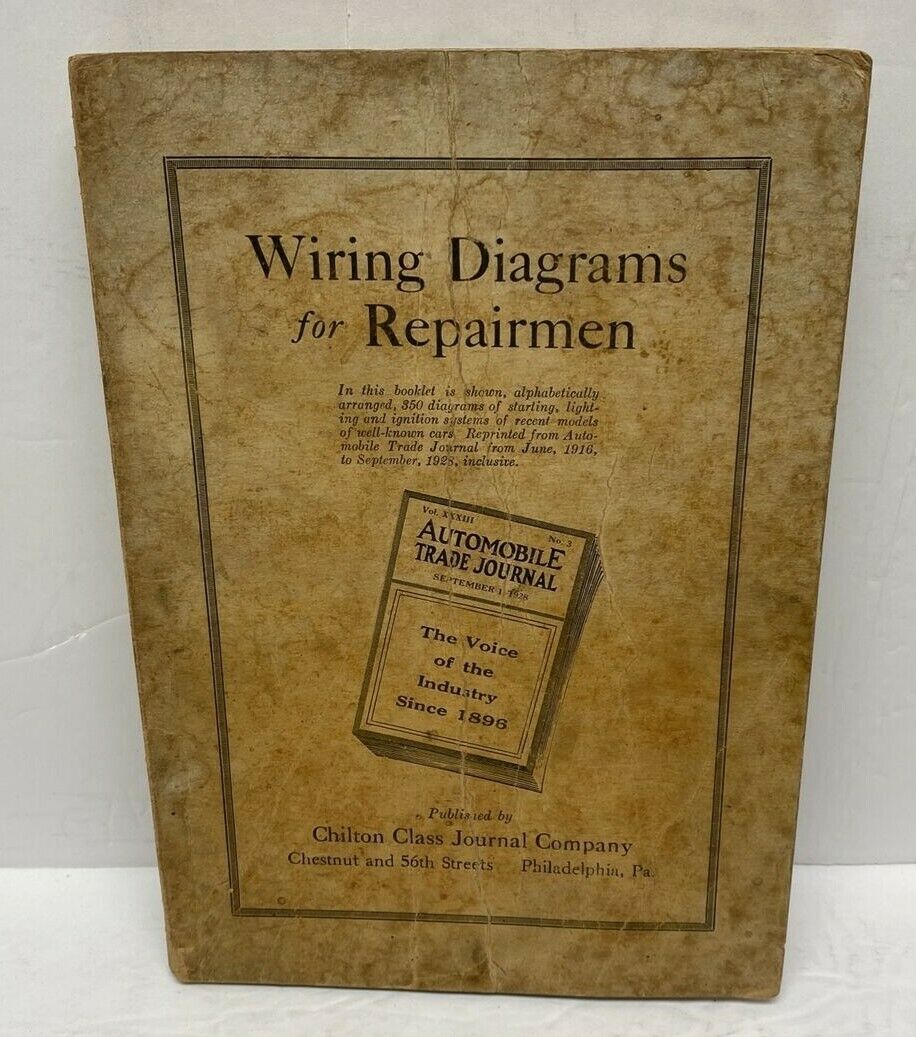 Wiring Diagrams
for Repairmen
In this booklet is shown, alphabetically
arranged, 350 diagrams of starling, light-
ing and ignition systems of recent models
of well-known cars Reprinted from Auto-
mobile Trade Journal from June, 1916,
to September, 1928, inclusive.
Vol. XXXIII No. 3
AUTOMOBILE
TRADE JOURNAL
SEPTEMBER 1, 1928
The Voice
of the
Industry
Since 1896
Published by
Chilton Class Journal Company
Chestnut and 56th Streets Philadelphia, Pa.